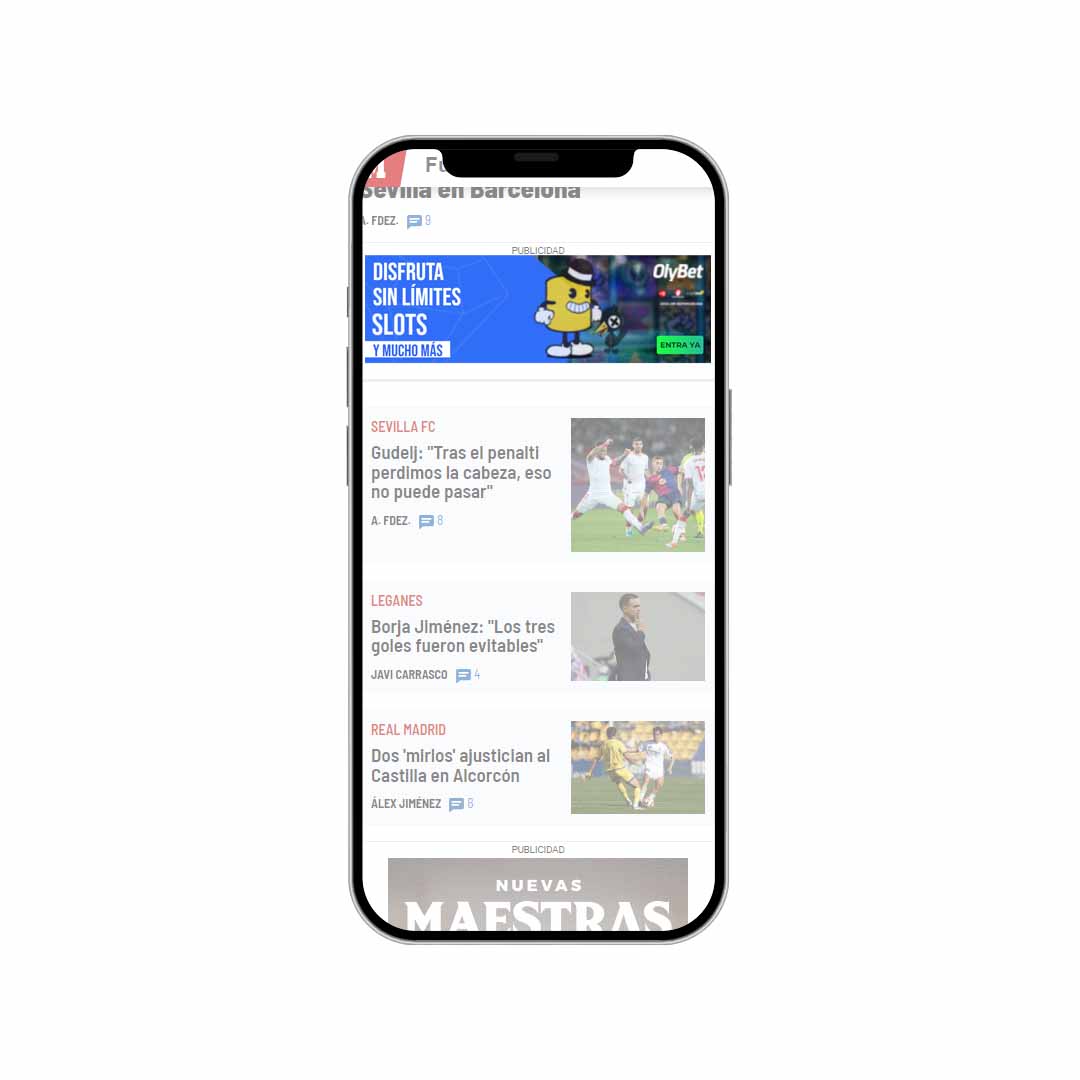 Sevilla en Barcelona
A. FDEZ. 9
PUBLICIDAD
DISFRUTA
SIN LÍMITES
SLOTS
Y MUCHO MÁS
OlyBet
ENTRA YA
SEVILLA FC
Gudelj: "Tras el penalti
perdimos la cabeza, eso
no puede pasar"
A. FDEZ. 8
LEGANES
Borja Jiménez: "Los tres
goles fueron evitables"
JAVI CARRASCO 4
REAL MADRID
Dos 'mirlos' ajustician al
Castilla en Alcorcón
ÁLEX JIMÉNEZ 8
PUBLICIDAD
NUEVAS
MAESTRAS